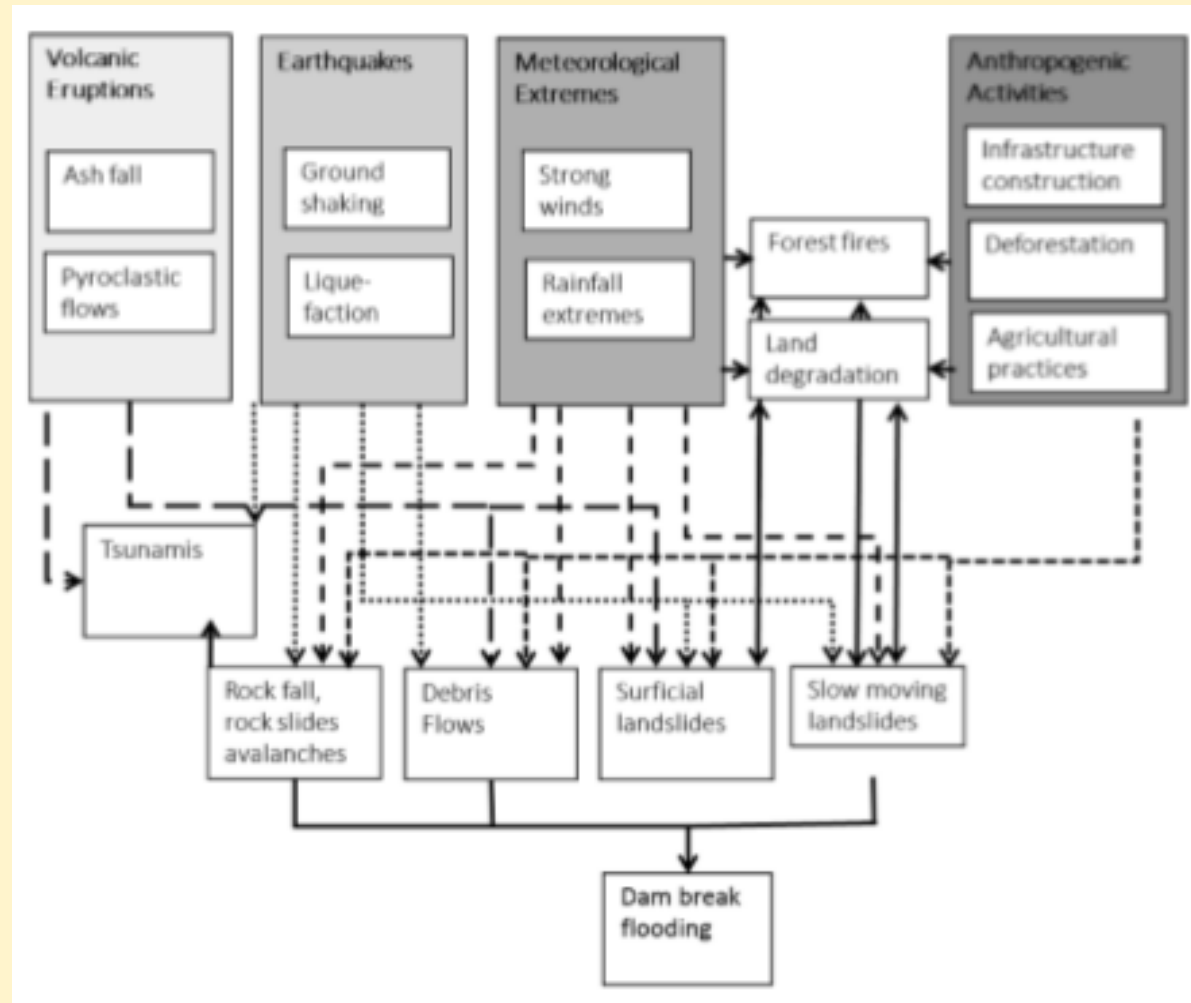 Volcanic
Eruptions
Ash fall
Pyroclastic
flows
Earthquakes
Ground
shaking
Lique-
faction
Meteorological
Extremes
Strong
winds
Rainfall
extremes
Forest fires
Land
degradation
Anthropogenic
Activities
Infrastructure
construction
Deforestation
Agricultural
practices
Tsunamis
Rock fall,
rock slides
avalanches
Debris
Flows
Surficial
landslides
Slow moving
landslides
Dam break
flooding